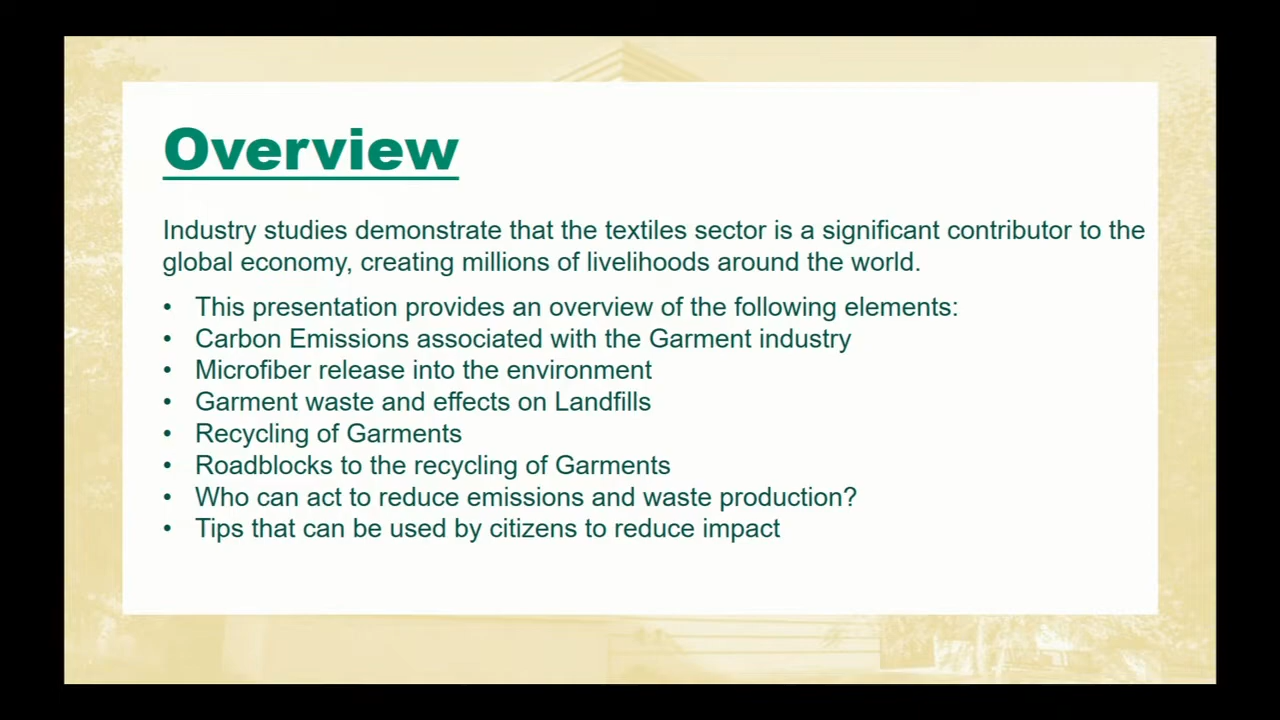 Overview
Industry studies demonstrate that the textiles sector is a significant contributor to the
global economy, creating millions of livelihoods around the world.
• This presentation provides an overview of the following elements:
• Carbon Emissions associated with the Garment industry
• Microfiber release into the environment
• Garment waste and effects on Landfills
• Recycling of Garments
• Roadblocks to the recycling of Garments
• Who can act to reduce emissions and waste production?
• Tips that can be used by citizens to reduce impact